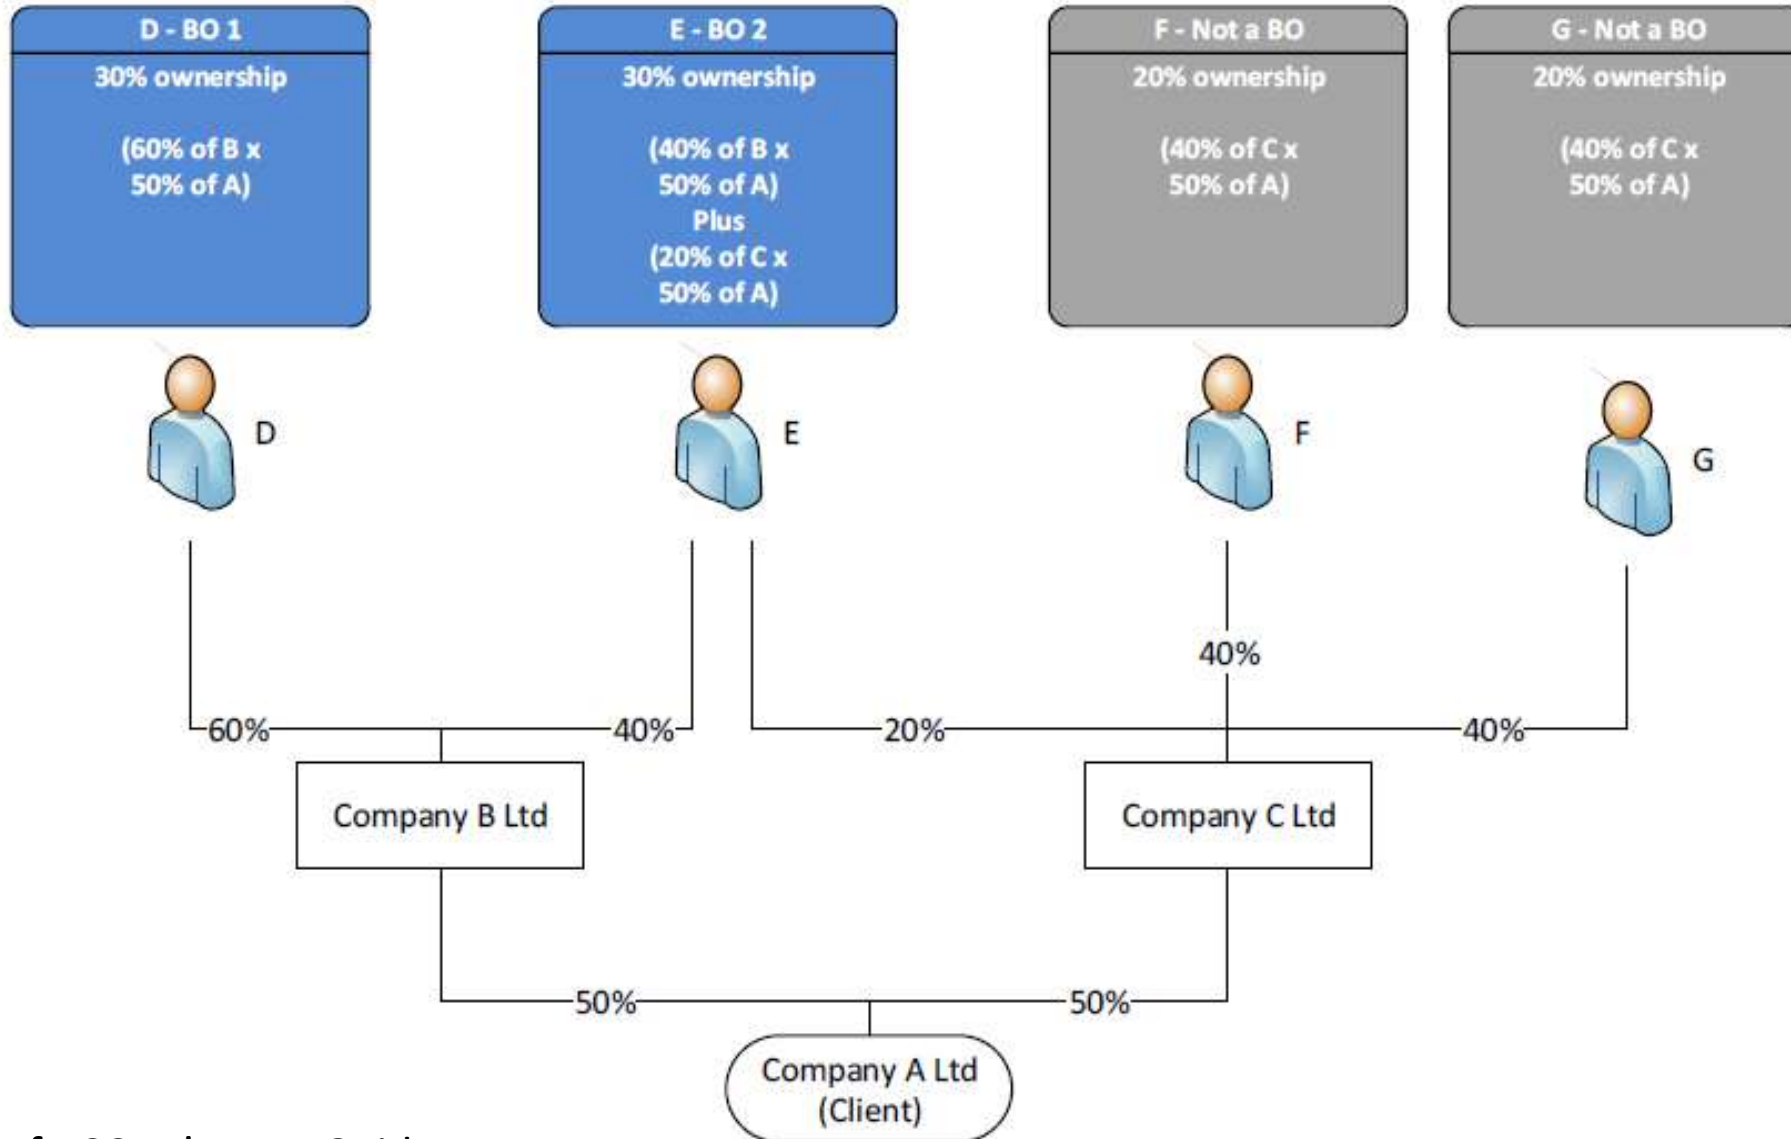 D - BO 1
30% ownership
(60% of B x
50% of A)
E - BO 2
30% ownership
(40% of B x
50% of A)
Plus
(20% of C x
50% of A)
F - Not a BO
20% ownership
(40% of C x
50% of A)
G - Not a BO
20% ownership
(40% of C x
50% of A)
D
E
F
G
40%
60%
40%
20%
40%
Company B Ltd
Company C Ltd
50%
50%
Company A Ltd
(Client)